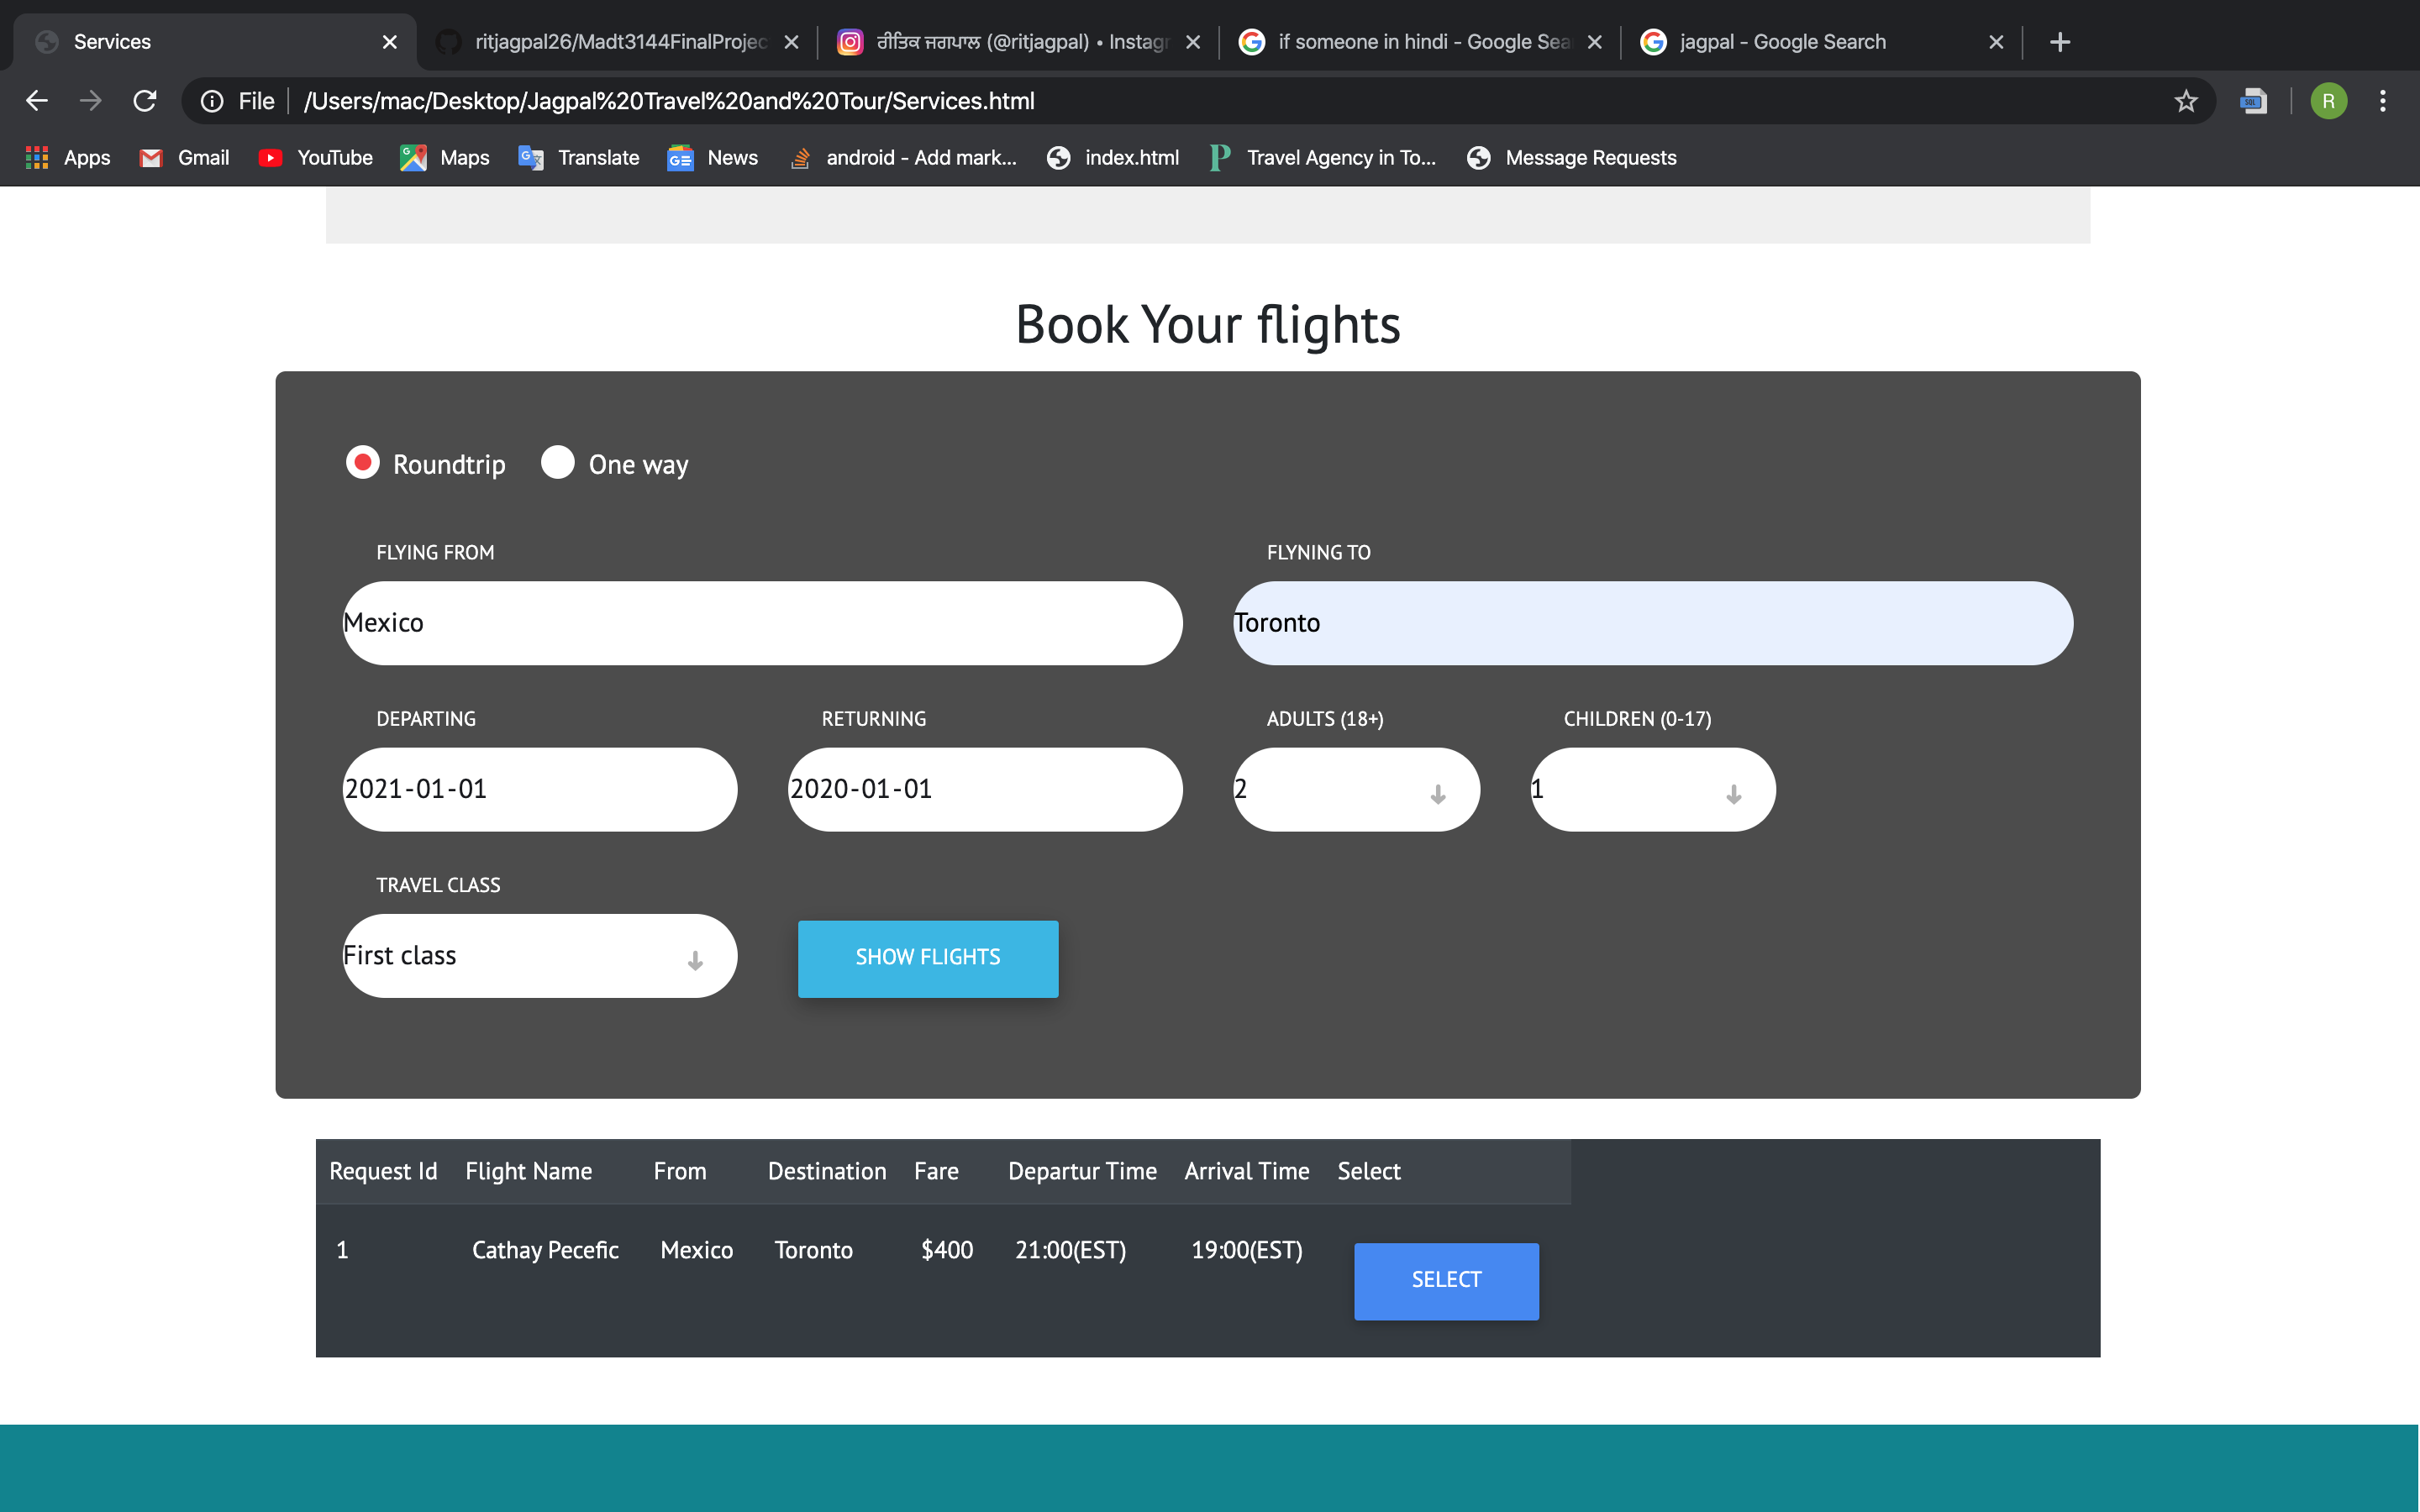 Services
ritjagpal26/Madt3144FinalProjec
ਰੀਤਿਕ ਜਗਪਾਲ (@ritjagpal) • Instagr
if someone in hindi - Google Sea
jagpal - Google Search
File /Users/mac/Desktop/Jagpal%20Travel%20and%20Tour/Services.html
R
Apps Gmail YouTube Maps Translate News android - Add mark... index.html Travel Agency in To... Message Requests
Book Your flights
Roundtrip One way
FLYING FROM FLYNING TO
Mexico Toronto
DEPARTING RETURNING ADULTS (18+) CHILDREN (0-17)
2021-01-01 2020-01-01 2 1
TRAVEL CLASS
First class SHOW FLIGHTS
Request Id Flight Name From Destination Fare Departur Time Arrival Time Select
1 Cathay Pecefic Mexico Toronto $400 21:00(EST) 19:00(EST) SELECT